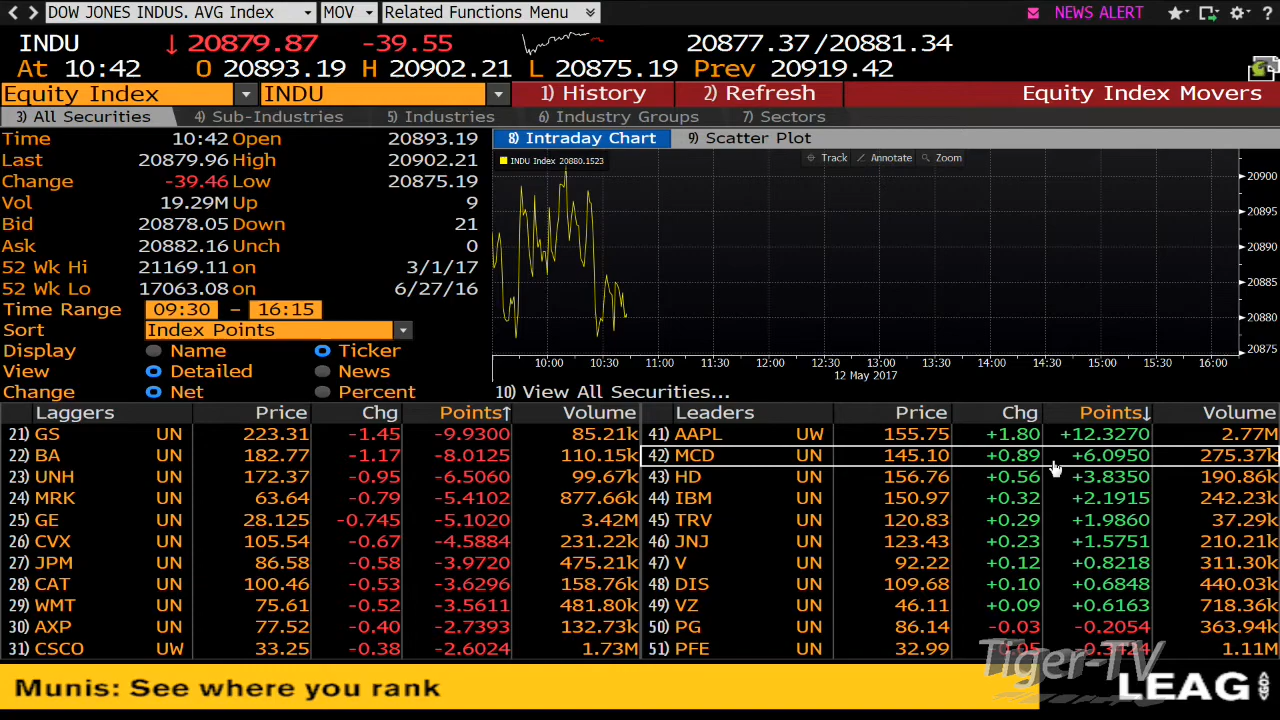 DOW JONES INDUS. AVG Index MOV Related Functions Menu NEWS ALERT ?
INDU ↓ 20879.87 -39.55 20877.37/20881.34
At 10:42 O 20893.19 H 20902.21 L 20875.19 Prev 20919.42
Equity Index INDU 1) History 2) Refresh Equity Index Movers
3) All Securities 4) Sub-Industries 5) Industries 6) Industry Groups 7) Sectors
Time 10:42 Open 20893.19
Last 20879.96 High 20902.21
Change -39.46 Low 20875.19
Vol 19.29M Up 9
Bid 20878.05 Down 21
Ask 20882.16 Unch 0
52 Wk Hi 21169.11 on 3/1/17
52 Wk Lo 17063.08 on 6/27/16
Time Range 09:30 - 16:15
Sort Index Points
Display Name Ticker
View Detailed News
Change Net Percent
8) Intraday Chart 9) Scatter Plot
INDU Index 20880.1523 Track Annotate Zoom
20900
20895
20890
20885
20880
20875
10:00 10:30 11:00 11:30 12:00 12:30 13:00 13:30 14:00 14:30 15:00 15:30 16:00
12 May 2017
10) View All Securities...
Laggers Price Chg Points↑ Volume
21) GS UN 223.31 -1.45 -9.9300 85.21k
22) BA UN 182.77 -1.17 -8.0125 110.15k
23) UNH UN 172.37 -0.95 -6.5060 99.67k
24) MRK UN 63.64 -0.79 -5.4102 877.66k
25) GE UN 28.125 -0.745 -5.1020 3.42M
26) CVX UN 105.54 -0.67 -4.5884 231.22k
27) JPM UN 86.58 -0.58 -3.9720 475.21k
28) CAT UN 100.46 -0.53 -3.6296 158.76k
29) WMT UN 75.61 -0.52 -3.5611 481.80k
30) AXP UN 77.52 -0.40 -2.7393 132.73k
31) CSCO UW 33.25 -0.38 -2.6024 1.73M
Leaders Price Chg Points↓ Volume
41) AAPL UW 155.75 +1.80 +12.3270 2.77M
42) MCD UN 145.10 +0.89 +6.0950 275.37k
43) HD UN 156.76 +0.56 +3.8350 190.86k
44) IBM UN 150.97 +0.32 +2.1915 242.23k
45) TRV UN 120.83 +0.29 +1.9860 37.29k
46) JNJ UN 123.43 +0.23 +1.5751 210.21k
47) V UN 92.22 +0.12 +0.8218 311.30k
48) DIS UN 109.68 +0.10 +0.6848 440.03k
49) VZ UN 46.11 +0.09 +0.6163 718.36k
50) PG UN 86.14 -0.03 -0.2054 363.94k
51) PFE UN 32.99 -0.05 -0.3424 1.11M
Tiger-TV
Munis: See where you rank LEAG <GO>